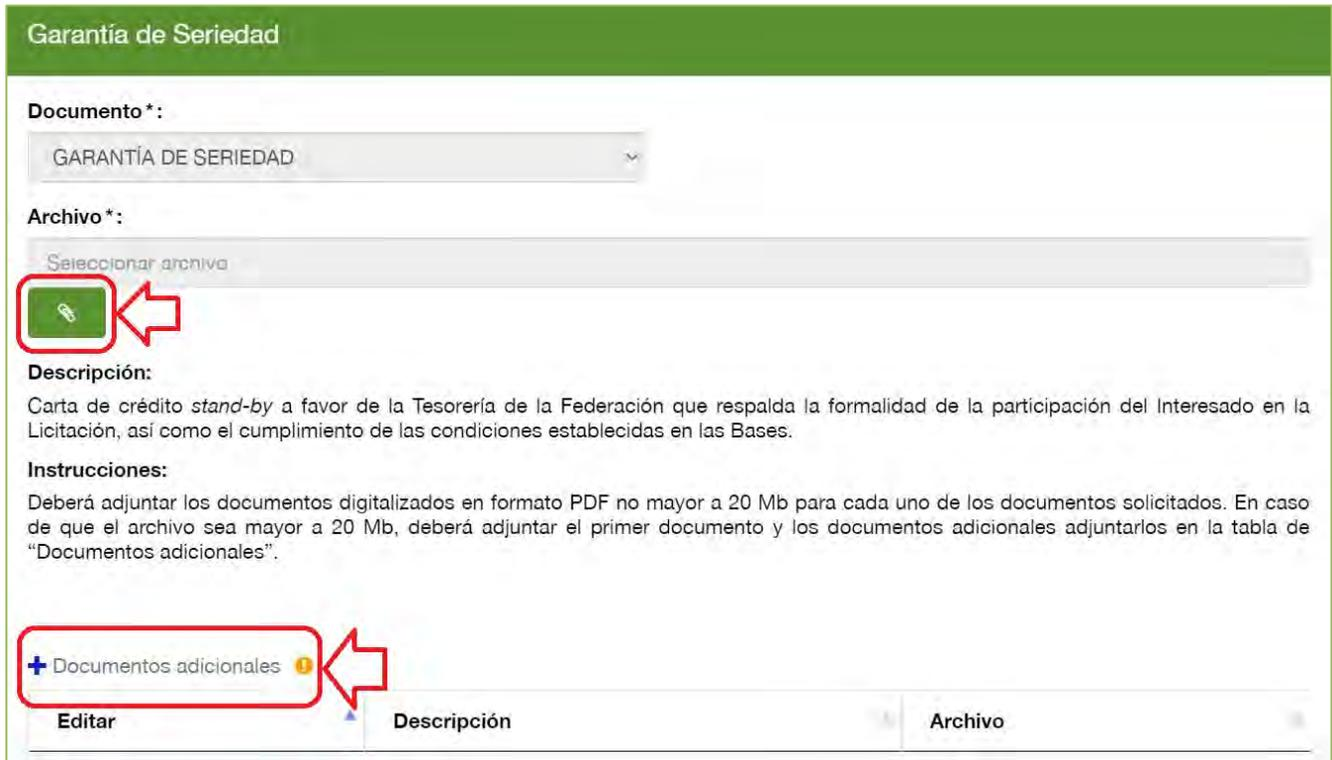 Garantía de Seriedad
Documento*:
GARANTÍA DE SERIEDAD
Archivo*:
Seleccionar archivo
Descripción:
Carta de crédito stand-by a favor de la Tesorería de la Federación que respalda la formalidad de la participación del Interesado en la
Licitación, así como el cumplimiento de las condiciones establecidas en las Bases.
Instrucciones:
Deberá adjuntar los documentos digitalizados en formato PDF no mayor a 20 Mb para cada uno de los documentos solicitados. En caso
de que el archivo sea mayor a 20 Mb, deberá adjuntar el primer documento y los documentos adicionales adjuntarlos en la tabla de
“Documentos adicionales”.
+ Documentos adicionales !
Editar Descripción Archivo